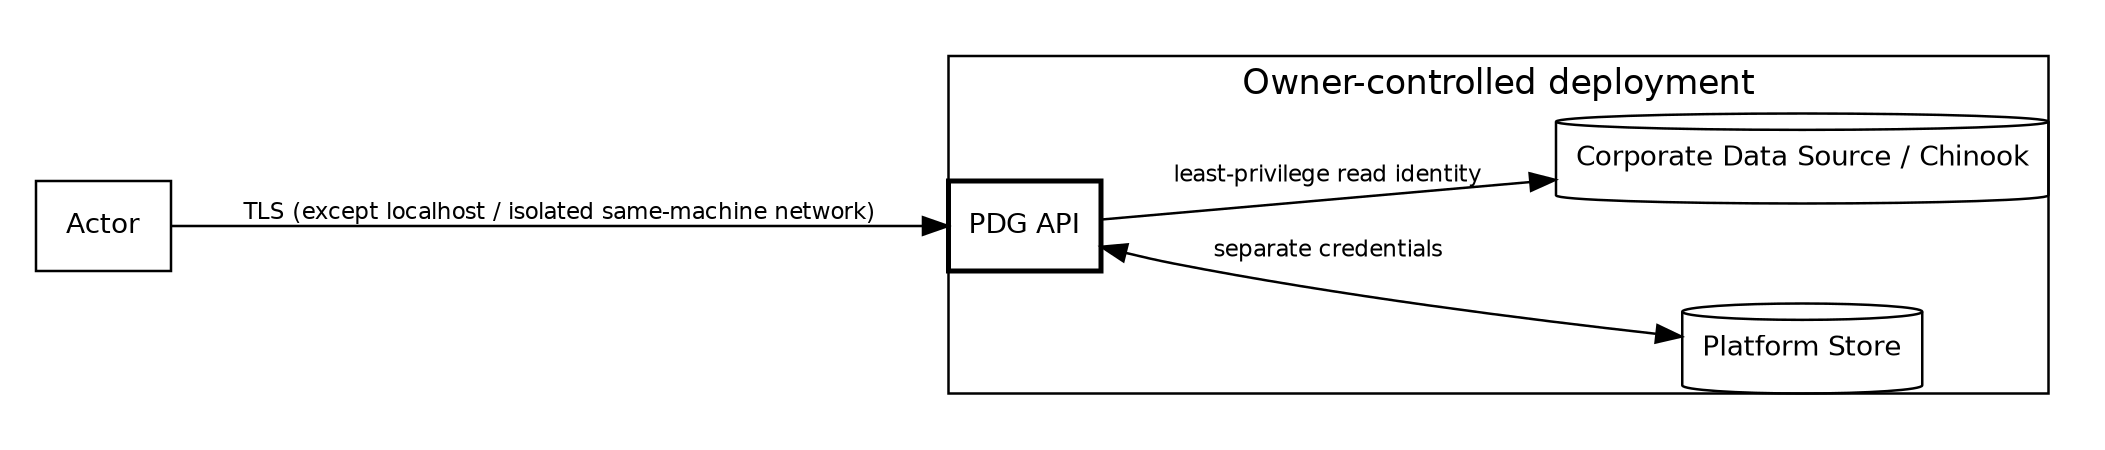 Owner-controlled deployment
Corporate Data Source / Chinook
least-privilege read identity
TLS (except localhost / isolated same-machine network)
Actor
PDG API
separate credentials
Platform Store